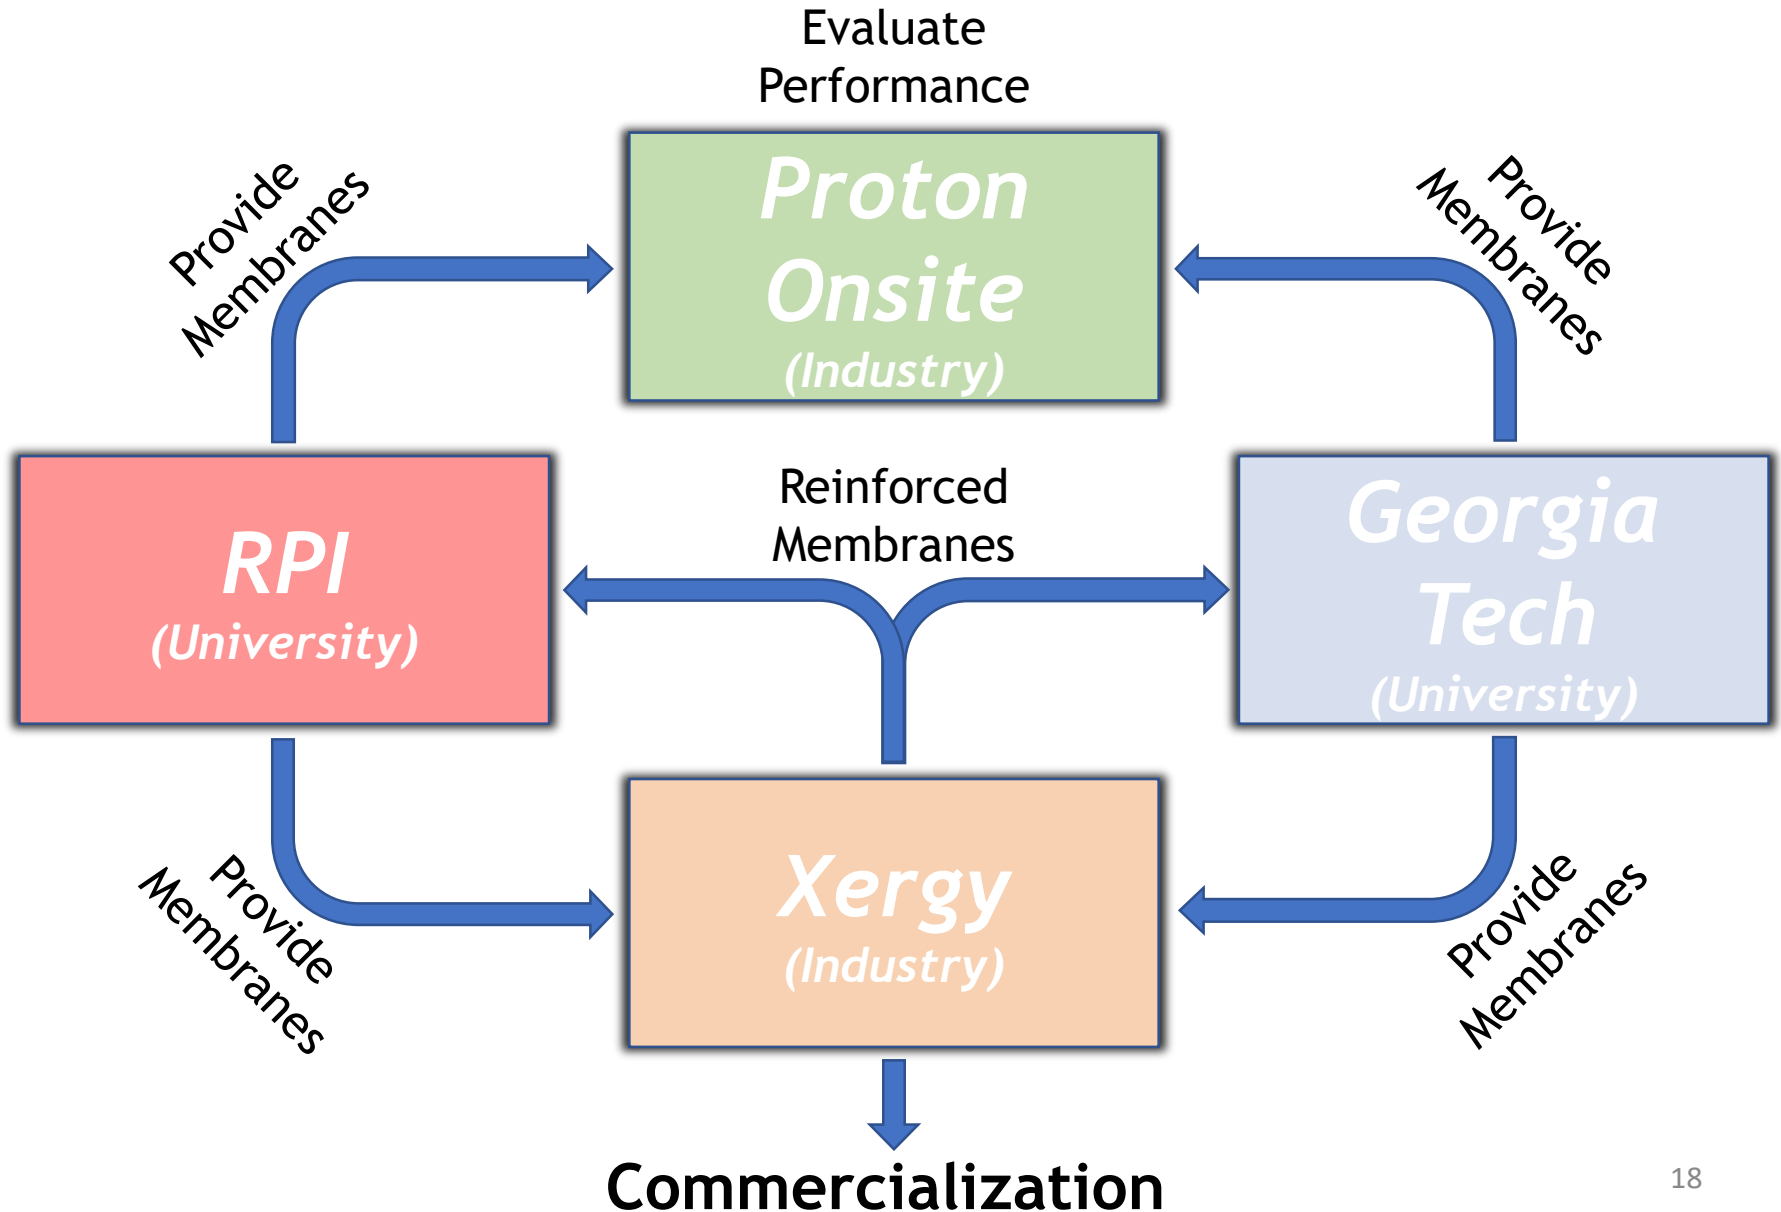 Evaluate
Performance
Proton
Onsite
(Industry)
Provide
Membranes
Provide
Membranes
RPI
(University)
Reinforced
Membranes
Georgia
Tech
(University)
Xergy
(Industry)
Provide
Membranes
Provide
Membranes
Commercialization
18